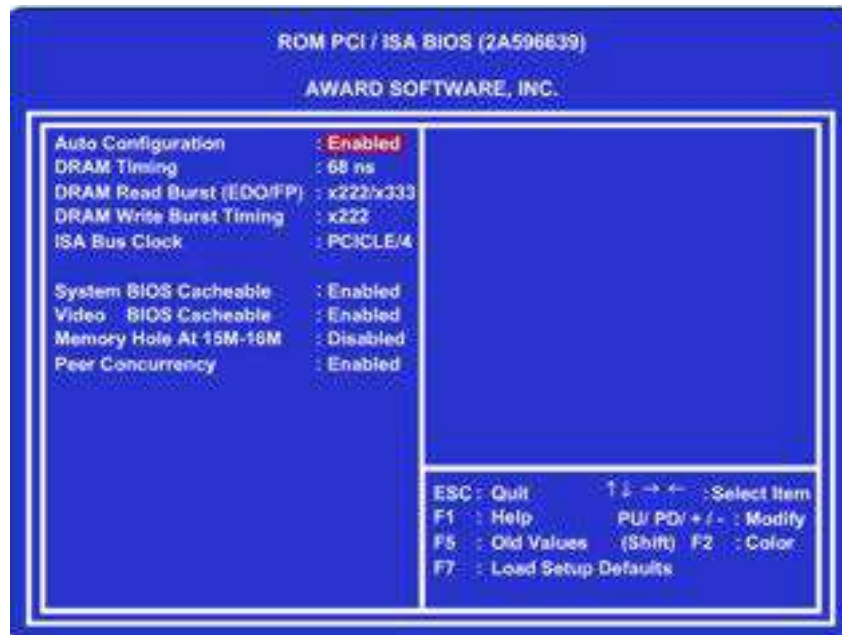 ROM PCI / ISA BIOS (2A596639)
AWARD SOFTWARE, INC.
Auto Configuration : Enabled
DRAM Timing : 68 ns
DRAM Read Burst (EDO/FP) : x222/x333
DRAM Write Burst Timing : x222
ISA Bus Clock : PCICLE/4
System BIOS Cacheable : Enabled
Video BIOS Cacheable : Enabled
Memory Hole At 15M-16M : Disabled
Peer Concurrency : Enabled
ESC : Quit ↑↓ → ← : Select Item
F1 : Help PU/ PD/ + / - : Modify
F5 : Old Values (Shift) F2 : Color
F7 : Load Setup Defaults